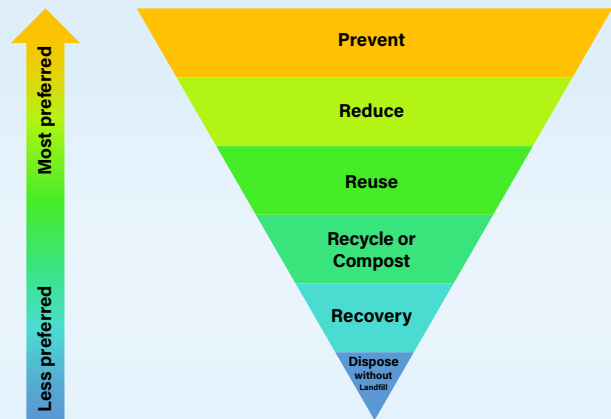 Most preferred
Less preferred
Prevent
Reduce
Reuse
Recycle or
Compost
Recovery
Dispose
without
Landfill